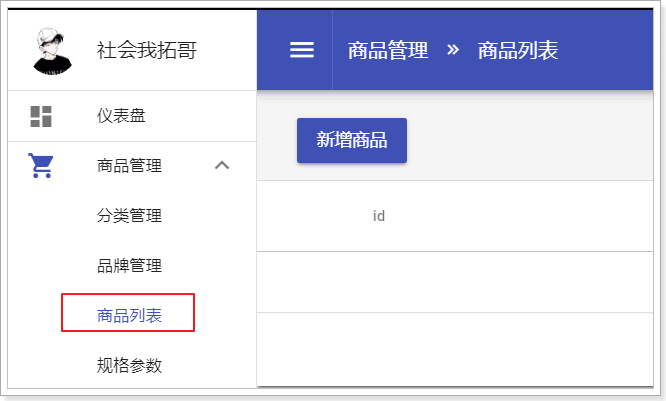 社会我拓哥
商品管理 » 商品列表
仪表盘
新增商品
商品管理
id
分类管理
品牌管理
商品列表
规格参数